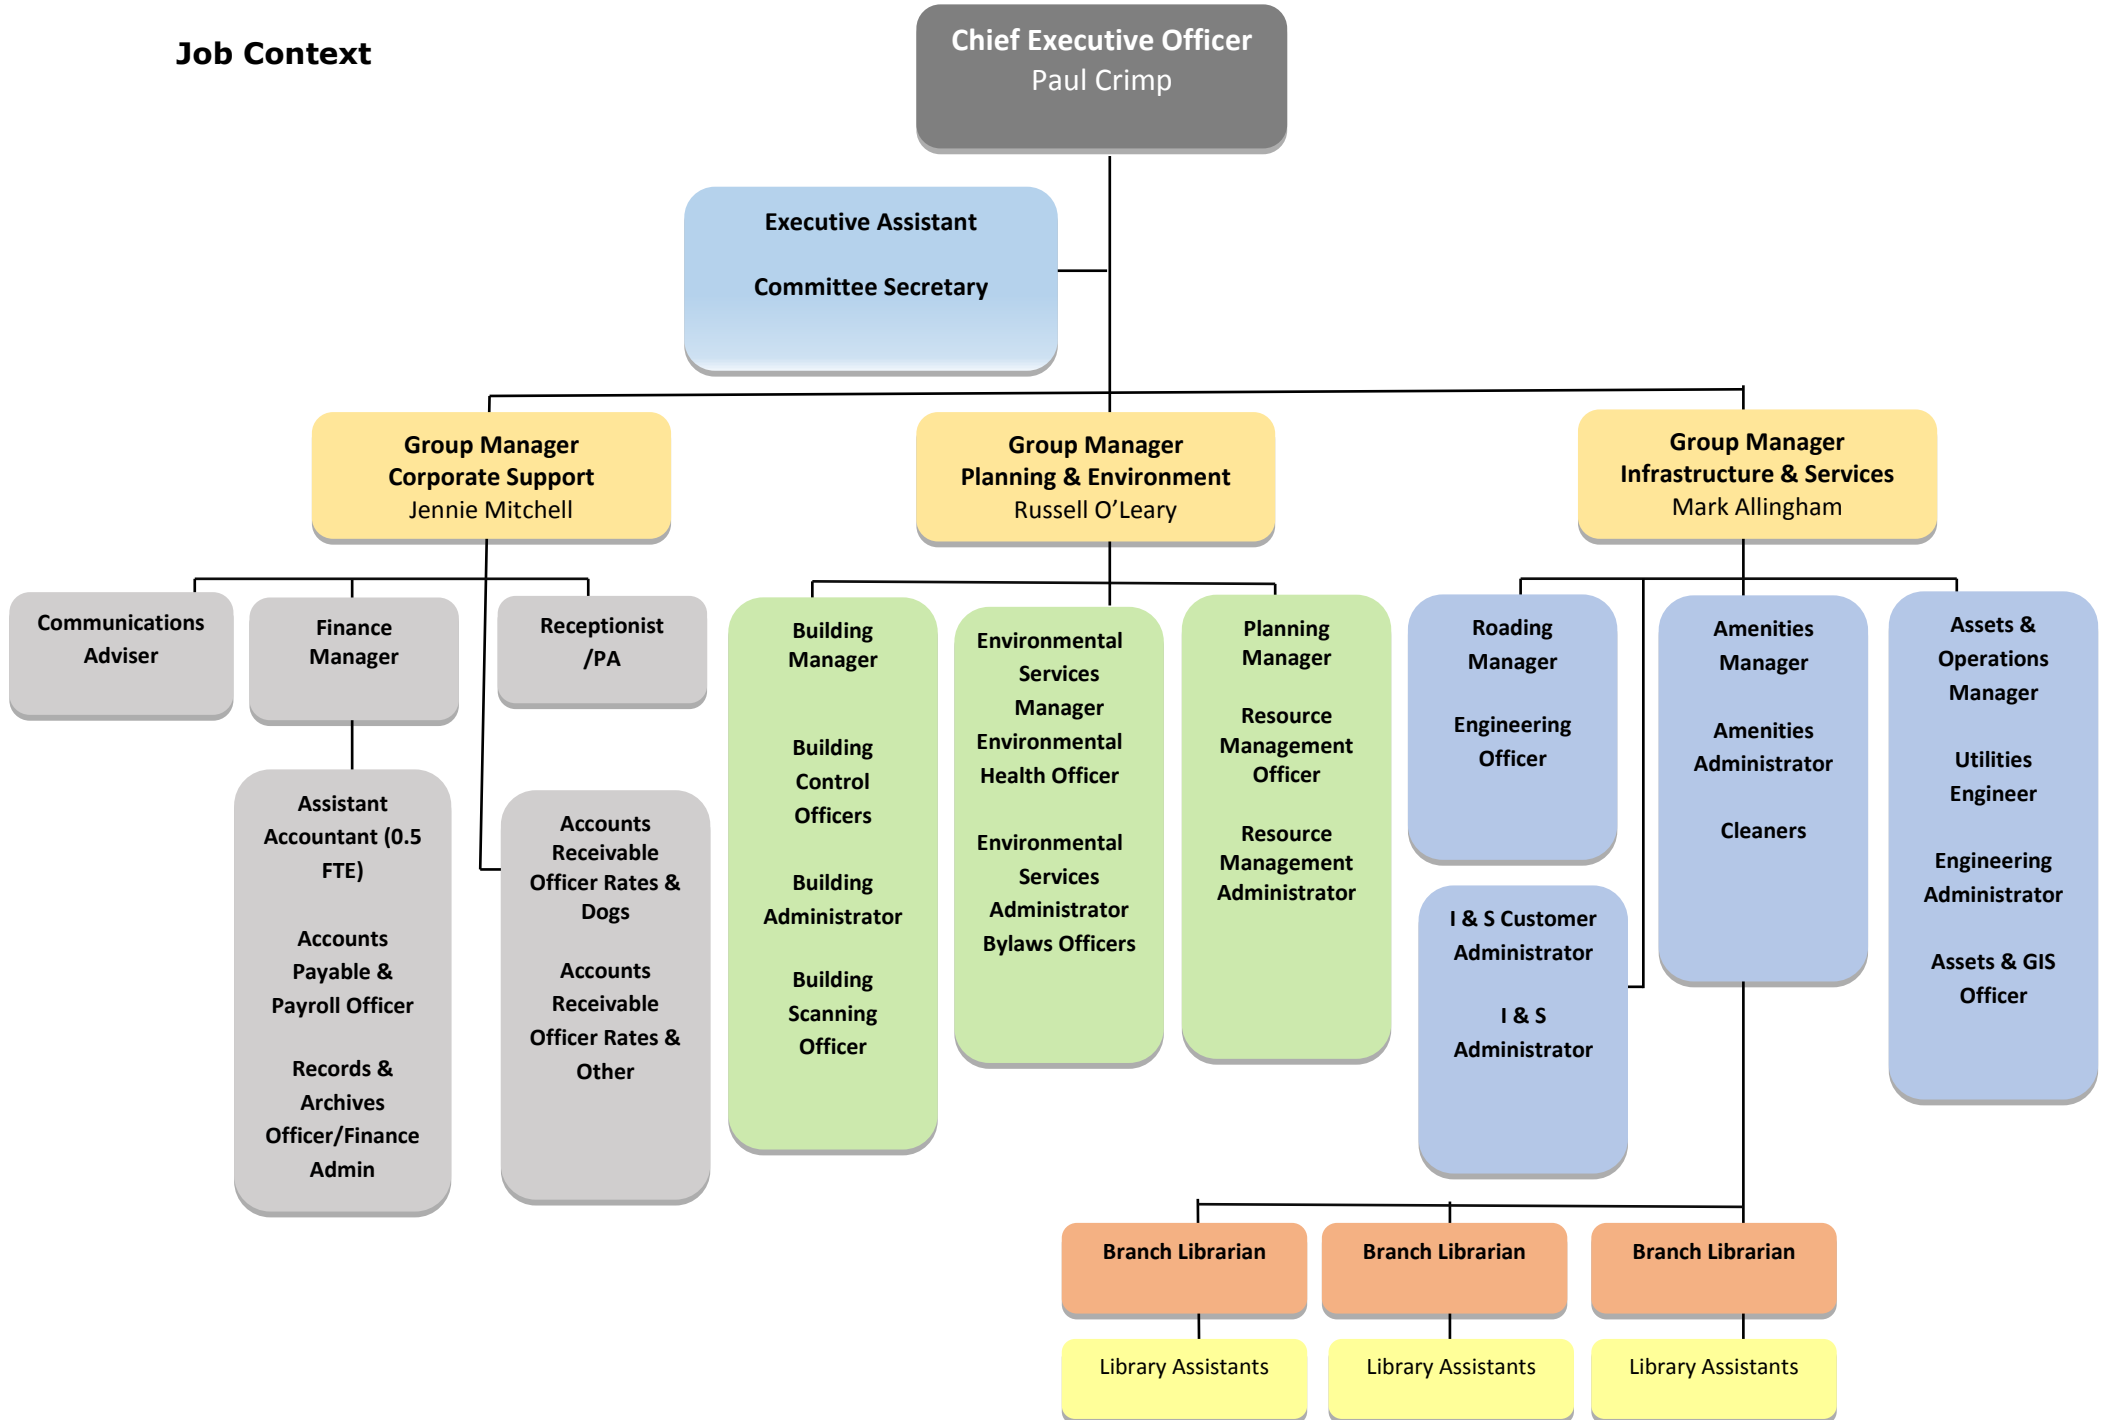 Job Context
Chief Executive Officer
Paul Crimp
Executive Assistant
Committee Secretary
Group Manager
Corporate Support
Jennie Mitchell
Group Manager
Planning & Environment
Russell O’Leary
Group Manager
Infrastructure & Services
Mark Allingham
Communications
Adviser
Finance
Manager
Receptionist
/PA
Assistant
Accountant (0.5
FTE)
Accounts
Payable &
Payroll Officer
Records &
Archives
Officer/Finance
Admin
Accounts
Receivable
Officer Rates &
Dogs
Accounts
Receivable
Officer Rates &
Other
Building
Manager
Building
Control
Officers
Building
Administrator
Building
Scanning
Officer
Environmental
Services
Manager
Environmental
Health Officer
Environmental
Services
Administrator
Bylaws Officers
Planning
Manager
Resource
Management
Officer
Resource
Management
Administrator
Roading
Manager
Engineering
Officer
I & S Customer
Administrator
I & S
Administrator
Amenities
Manager
Amenities
Administrator
Cleaners
Assets &
Operations
Manager
Utilities
Engineer
Engineering
Administrator
Assets & GIS
Officer
Branch Librarian
Branch Librarian
Branch Librarian
Library Assistants
Library Assistants
Library Assistants